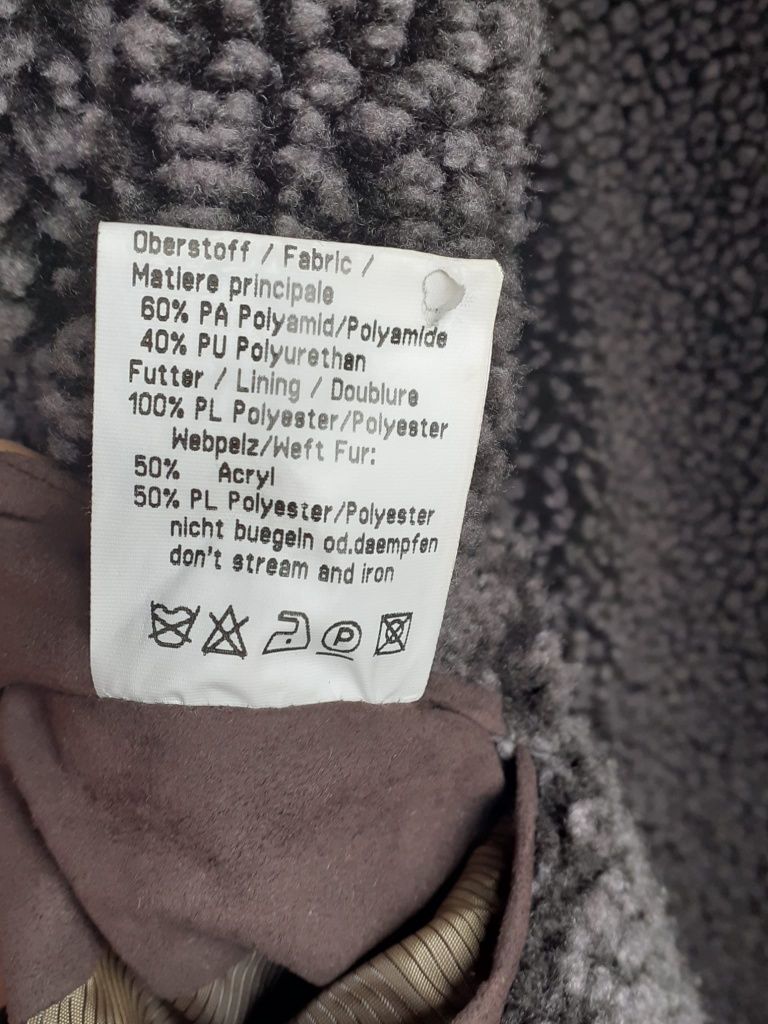 Oberstoff / Fabric /
Matiere principale
60% PA Polyamid/Polyamide
40% PU Polyurethan
Futter / Lining / Doublure
100% PL Polyester/Polyester
Webpelz/Weft Fur:
50% Acryl
50% PL Polyester/Polyester
nicht buegeln od.daempfen
don't stream and iron
P